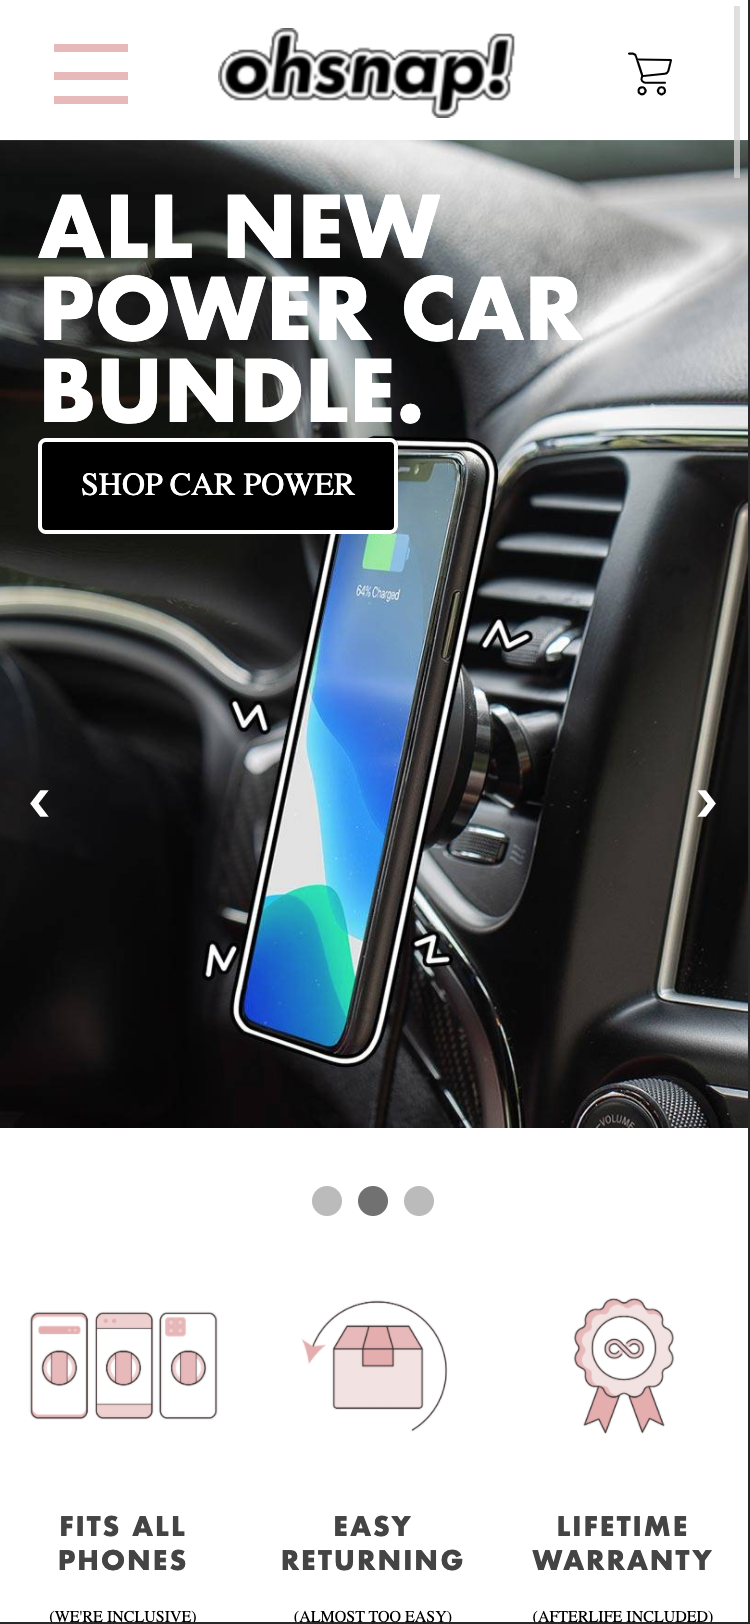 ohsnap!
ALL NEW
POWER CAR
BUNDLE.
SHOP CAR POWER
64% Charged
VOLUME
FITS ALL
PHONES
(WE'RE INCLUSIVE)
EASY
RETURNING
(ALMOST TOO EASY)
LIFETIME
WARRANTY
(AFTERLIFE INCLUDED)